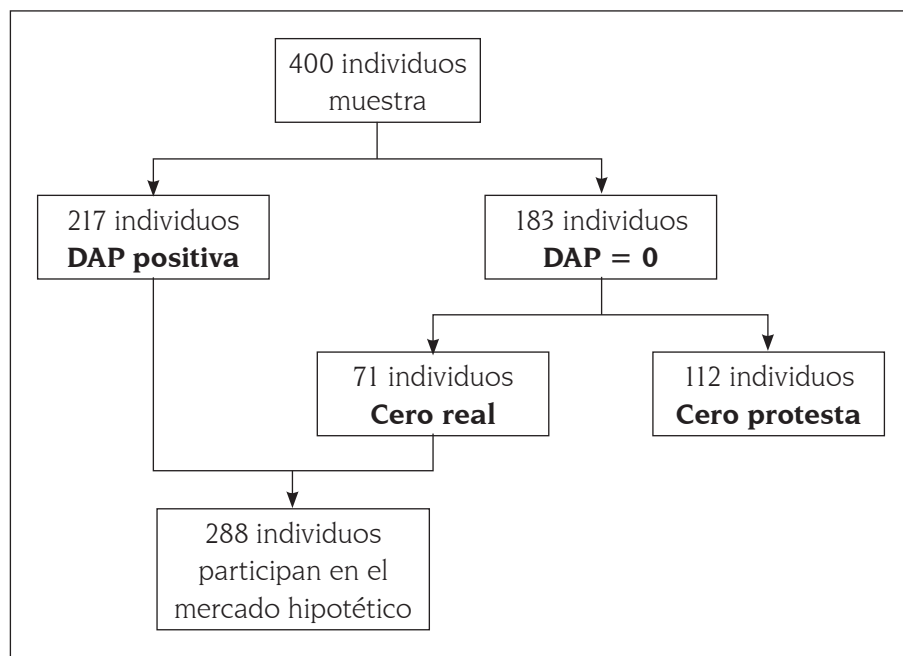 400 individuos
muestra
217 individuos
DAP positiva
183 individuos
DAP = 0
71 individuos
Cero real
112 individuos
Cero protesta
288 individuos
participan en el
mercado hipotético